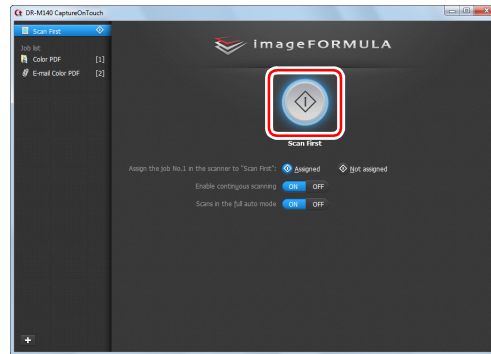 DR-M140 CaptureOnTouch
Scan First
Job list
Color PDF [1]
E-mail Color PDF [2]
imageFORMULA
Scan First
Assign the job No.1 in the scanner to "Scan First": Assigned Not assigned
Enable continuous scanning ON OFF
Scans in the full auto mode ON OFF